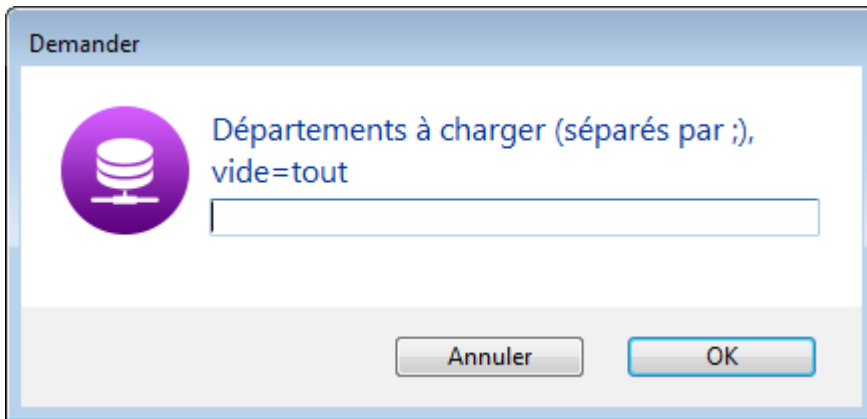 Demander
Départements à charger (séparés par ;),
vide=tout
Annuler
OK